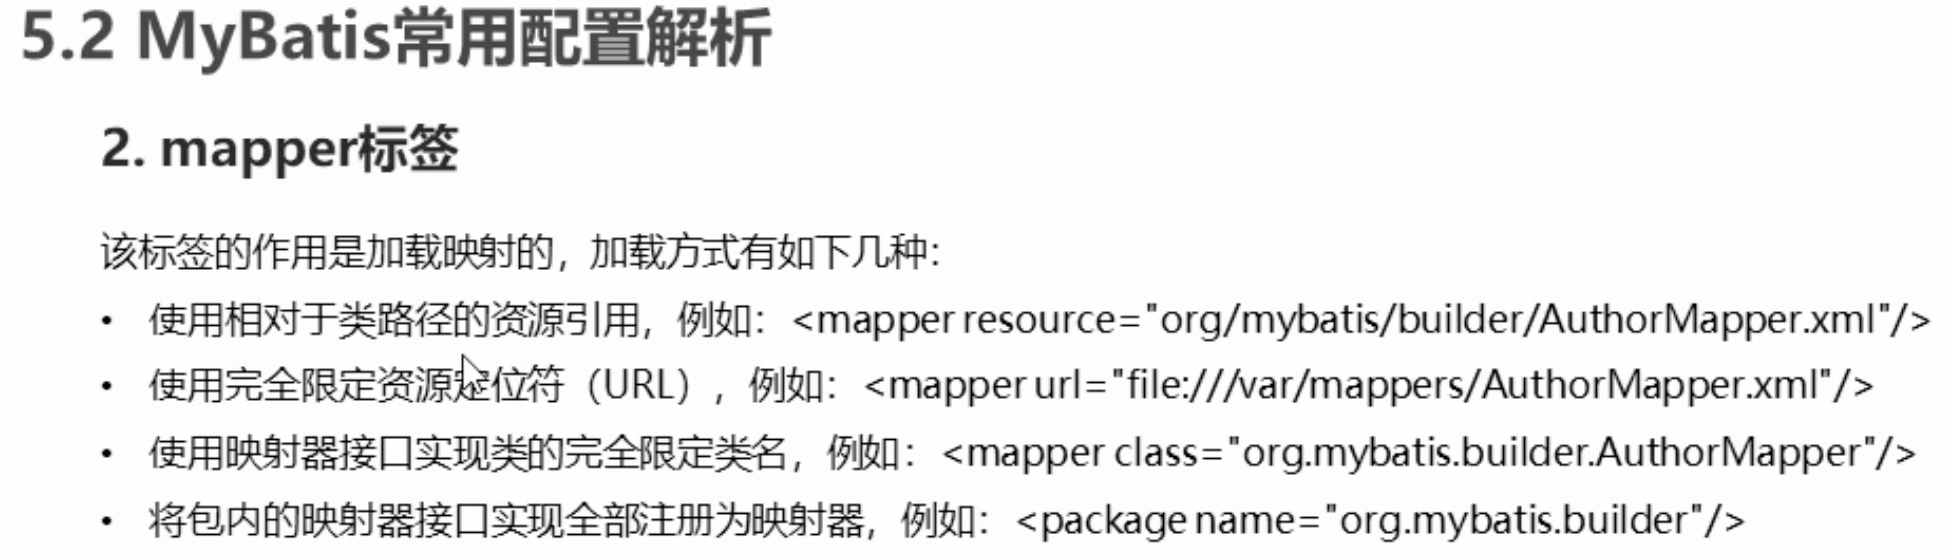 5.2 MyBatis常用配置解析
2. mapper标签
该标签的作用是加载映射的，加载方式有如下几种：
• 使用相对于类路径的资源引用，例如：<mapper resource="org/mybatis/builder/AuthorMapper.xml"/>
• 使用完全限定资源定位符（URL），例如：<mapper url="file:///var/mappers/AuthorMapper.xml"/>
• 使用映射器接口实现类的完全限定类名，例如：<mapper class="org.mybatis.builder.AuthorMapper"/>
• 将包内的映射器接口实现全部注册为映射器，例如：<package name="org.mybatis.builder"/>